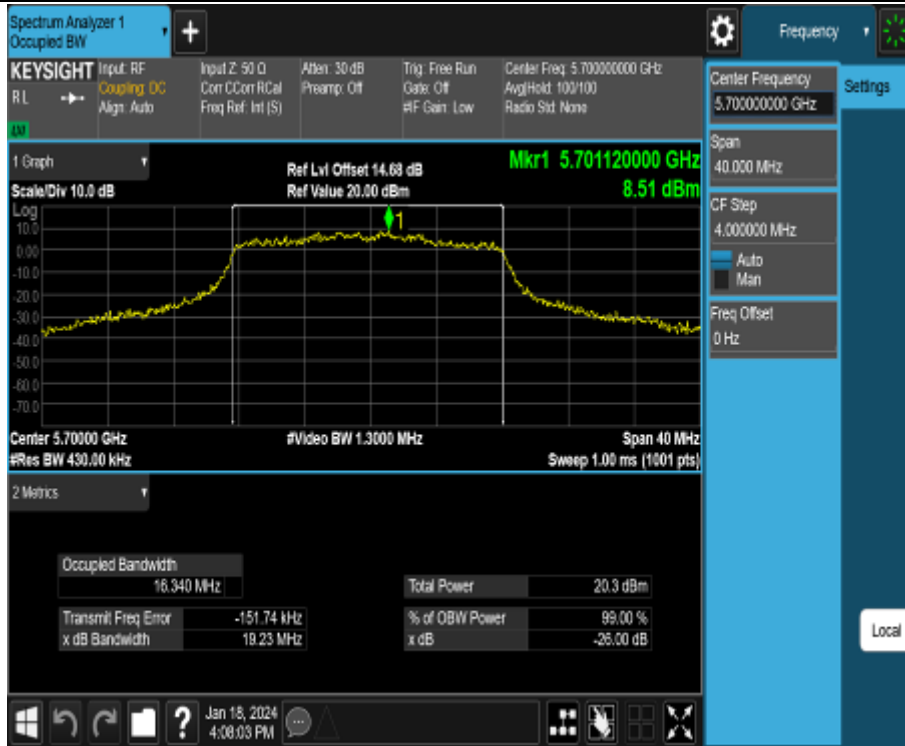 Spectrum Analyzer 1
Occupied BW
+
Frequency
KEYSIGHT Input: RF
RL
Coupling: DC
Align: Auto
Input Z: 50 Ω
Corr CCorr RCal
Freq Ref: Int (S)
Atten: 30 dB
Preamp: Off
Trig: Free Run
Gate: Off
#IF Gain: Low
Center Freq: 5.700000000 GHz
Avg|Hold: 100/100
Radio Std: None
Center Frequency
5.700000000 GHz
Settings
Span
40.000 MHz
CF Step
4.000000 MHz
Auto
Man
Freq Offset
0 Hz
1 Graph
Scale/Div 10.0 dB
Ref Lvl Offset 14.68 dB
Ref Value 20.00 dBm
Mkr1 5.701120000 GHz
8.51 dBm
Log
10.0
0.00
-10.0
-20.0
-30.0
-40.0
-50.0
-60.0
-70.0
1
Center 5.70000 GHz
#Res BW 430.00 kHz
#Video BW 1.3000 MHz
Span 40 MHz
Sweep 1.00 ms (1001 pts)
2 Metrics
Occupied Bandwidth
16.340 MHz
Total Power 20.3 dBm
Transmit Freq Error -151.74 kHz
% of OBW Power 99.00 %
x dB Bandwidth 19.23 MHz
x dB -26.00 dB
Local
?
Jan 18, 2024
4:08:03 PM